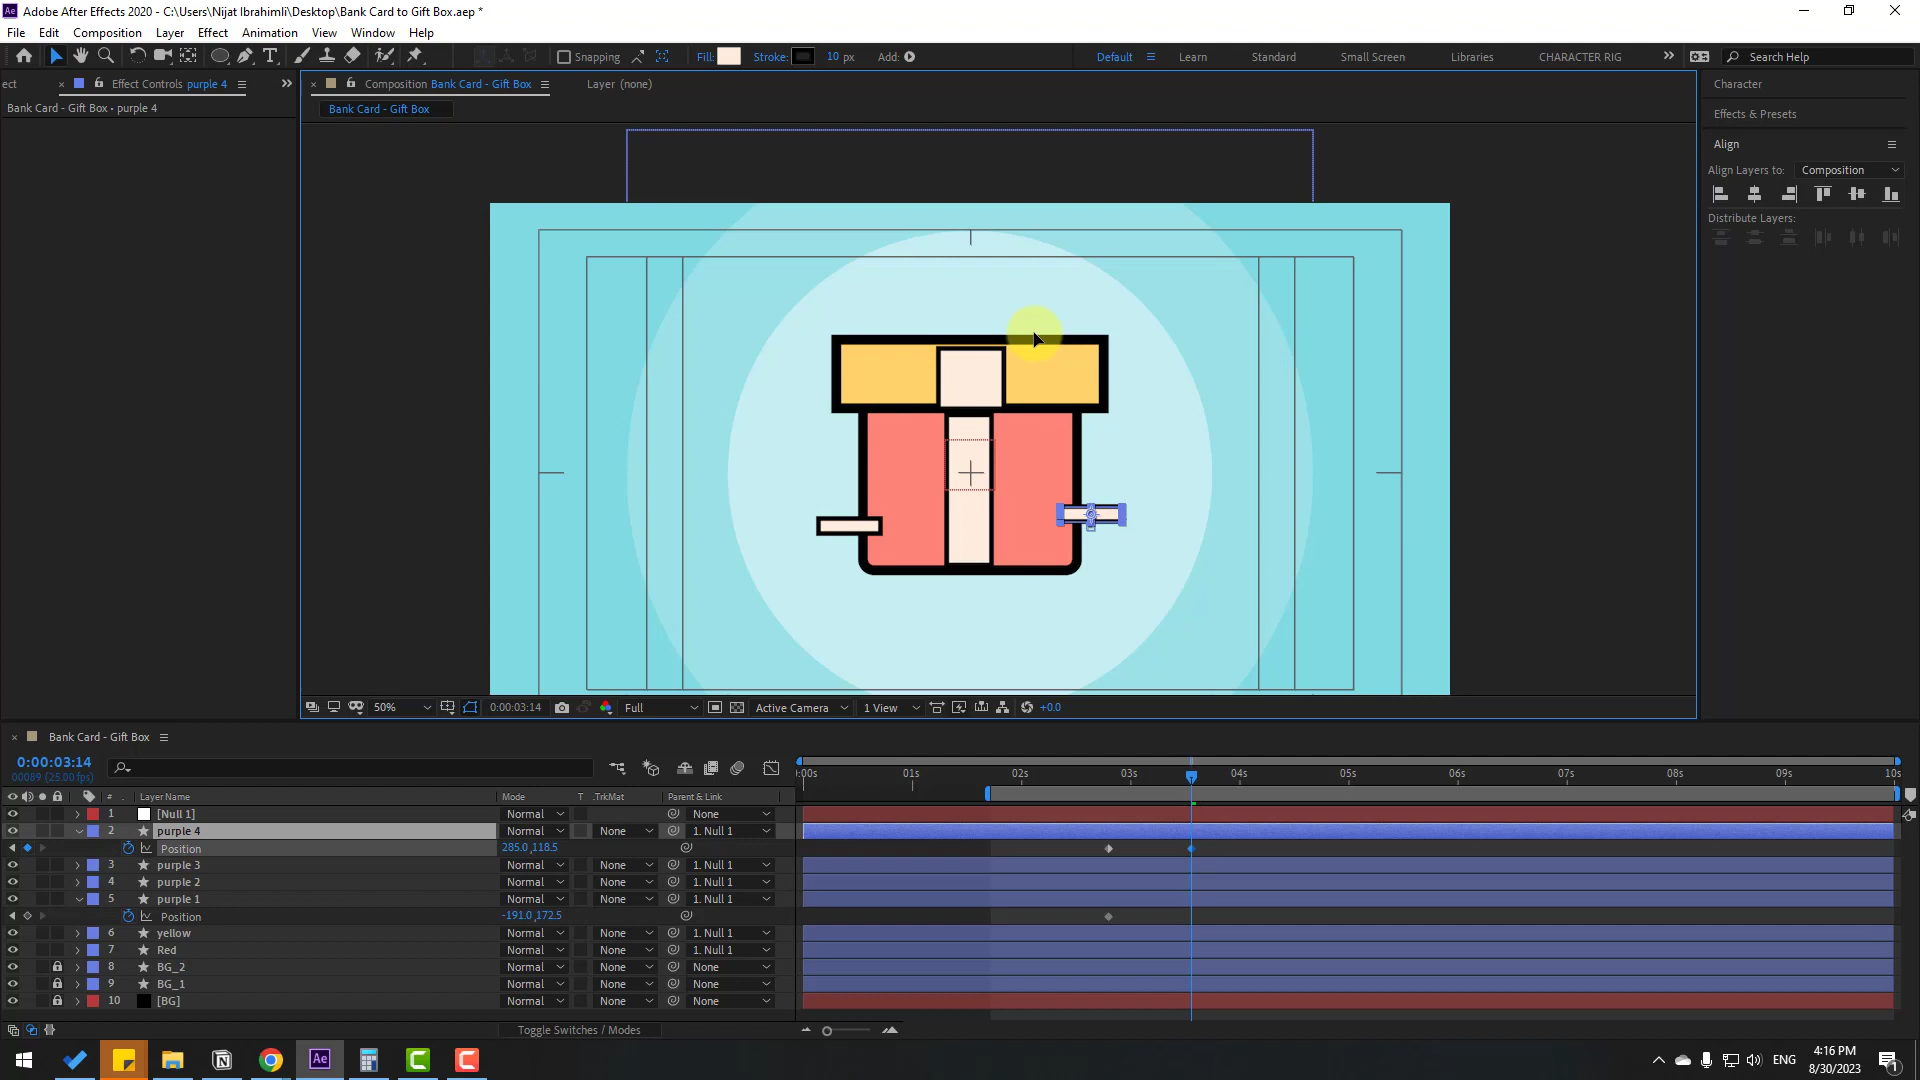 Adobe After Effects 2020 - C:\Users\Nijat Ibrahimli\Desktop\Bank Card to Gift Box.aep *
File Edit Composition Layer Effect Animation View Window Help
Snapping Fill: Stroke: 10 px Add: Default Learn Standard Small Screen Libraries CHARACTER RIG Search Help
ect Effect Controls purple 4 Composition Bank Card - Gift Box Layer (none) Character
Bank Card - Gift Box • purple 4 Bank Card - Gift Box
Effects & Presets
Align
Align Layers to: Composition
Distribute Layers:
50% 0:00:03:14 Full Active Camera 1 View +0.0
Bank Card - Gift Box
0:00:03:14
00089 (25.00 fps)
:00s 01s 02s 03s 04s 05s 06s 07s 08s 09s 10s
# Layer Name Mode T .TrkMat Parent & Link
1 [Null 1] Normal None
2 purple 4 Normal None 1. Null 1
Position 285.0,118.5
3 purple 3 Normal None 1. Null 1
4 purple 2 Normal None 1. Null 1
5 purple 1 Normal None 1. Null 1
Position -191.0,172.5
6 yellow Normal None 1. Null 1
7 Red Normal None 1. Null 1
8 BG_2 Normal None None
9 BG_1 Normal None None
10 [BG] Normal None None
Toggle Switches / Modes
ENG 4:16 PM
8/30/2023 1